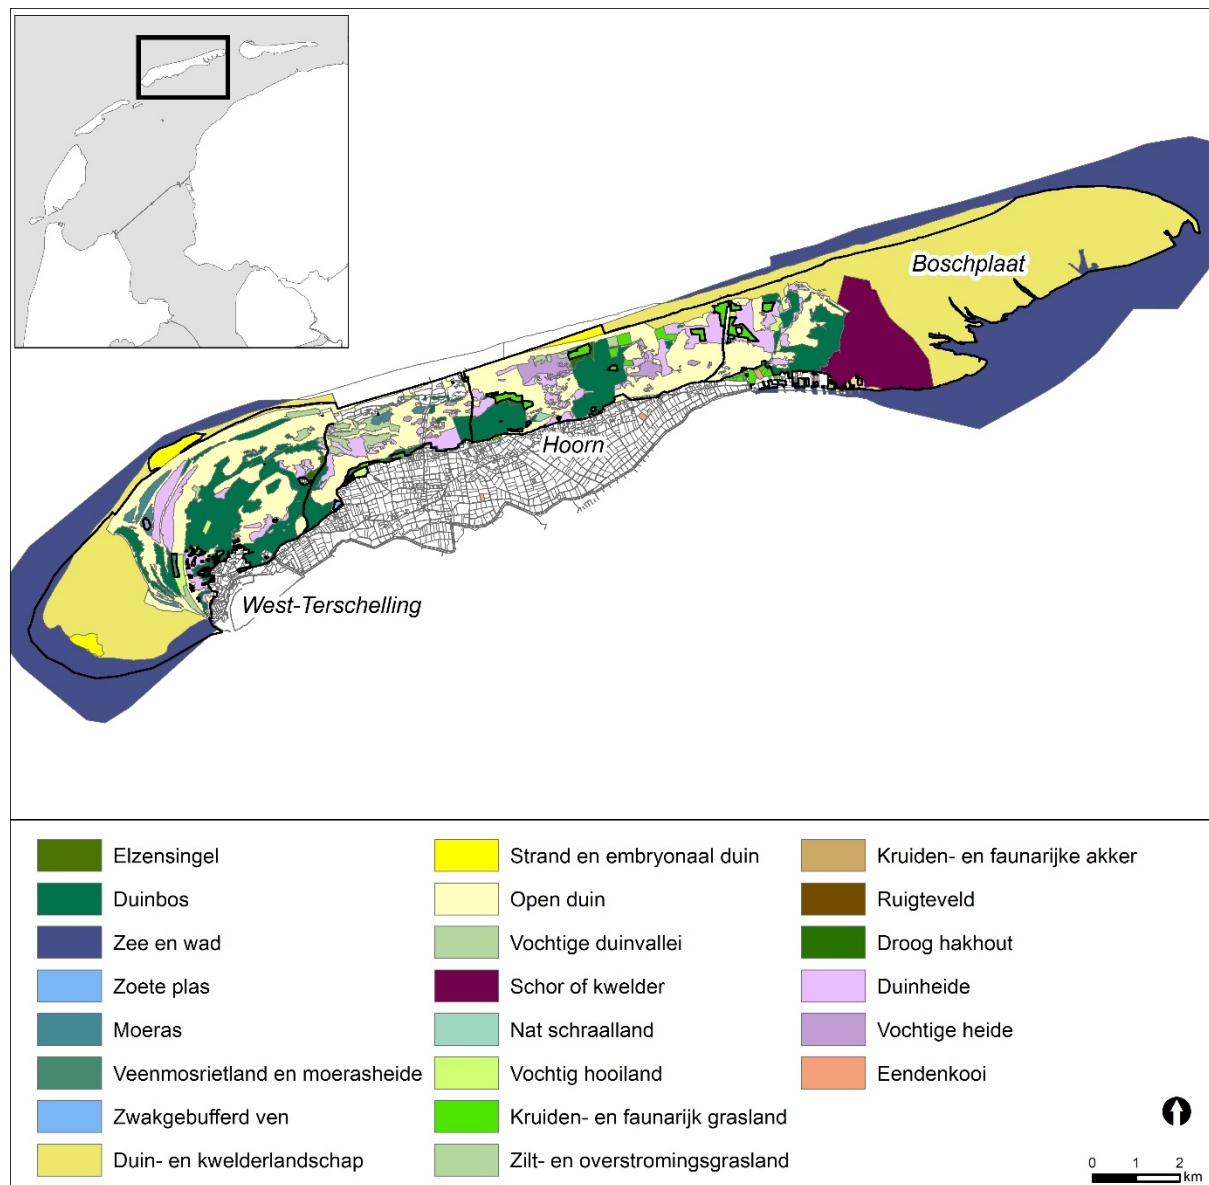 Boschplaat
Hoorn
West-Terschelling
Elzensingel
Duinbos
Zee en wad
Zoete plas
Moeras
Veenmosrietland en moerasheide
Zwakgebufferd ven
Duin- en kwelderlandschap
Strand en embryonaal duin
Open duin
Vochtige duinvallei
Schor of kwelder
Nat schraalland
Vochtig hooiland
Kruiden- en faunarijk grasland
Zilt- en overstromingsgrasland
Kruiden- en faunarijke akker
Ruigteveld
Droog hakhout
Duinheide
Vochtige heide
Eendenkooi
0 1 2
km